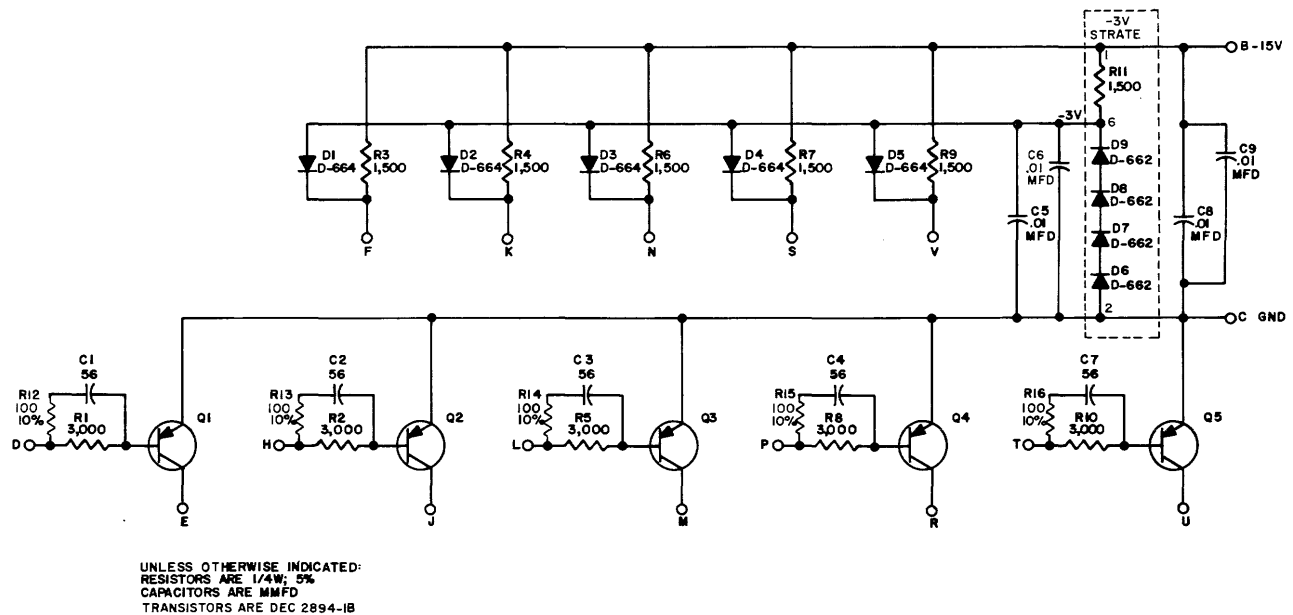 -3V
STRATE
B-15V
1
R11
1,500
-3V
6
D1
D-664
R3
1,500
D2
D-664
R4
1,500
D3
D-664
R6
1,500
D4
D-664
R7
1,500
D5
D-664
R9
1,500
C6
.01
MFD
C5
.01
MFD
D9
D-662
D8
D-662
D7
D-662
D6
D-662
C9
.01
MFD
C8
.01
MFD
F
K
N
S
V
2
C GND
C1
56
R12
100
10%
R1
3,000
D
Q1
E
C2
56
R13
100
10%
R2
3,000
H
Q2
J
C3
56
R14
100
10%
R5
3,000
L
Q3
M
C4
56
R15
100
10%
R8
3,000
P
Q4
R
C7
56
R16
100
10%
R10
3,000
T
Q5
U
UNLESS OTHERWISE INDICATED:
RESISTORS ARE 1/4W; 5%
CAPACITORS ARE MMFD
TRANSISTORS ARE DEC 2894-1B